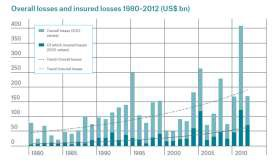 Overall losses and insured losses 1980-2012 (US$ bn)
400
350
300
250
200
150
100
50
0
Overall losses (2012
values)
Of which insured losses
(2012 values)
Trend: Overall losses
Trend: Insured losses
1980
1985
1990
1995
2000
2005
2010